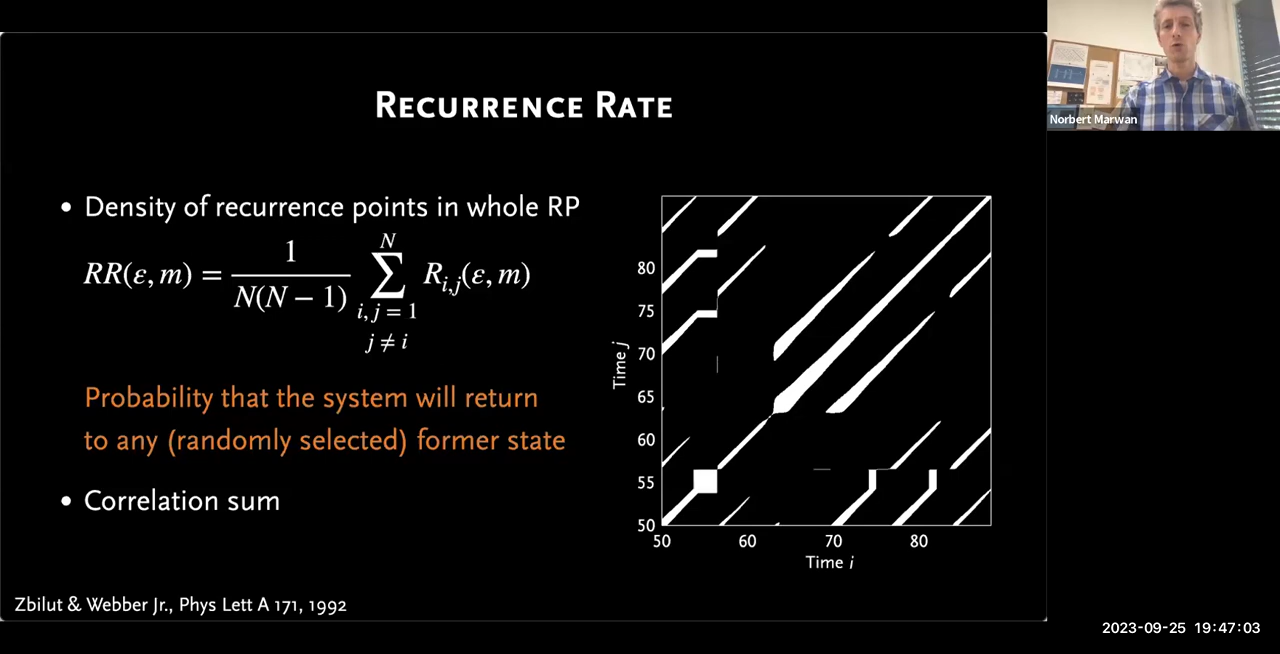 RECURRENCE RATE
• Density of recurrence points in whole RP
RR(ε, m) = 1 / N(N − 1) N ∑ i, j = 1 j ≠ i R i,j (ε, m)
Probability that the system will return
to any (randomly selected) former state
• Correlation sum
Zbilut & Webber Jr., Phys Lett A 171, 1992
80
75
70
65
60
55
50
Time j
50 60 70 80
Time i
Norbert Marwan
2023-09-25 19:47:03